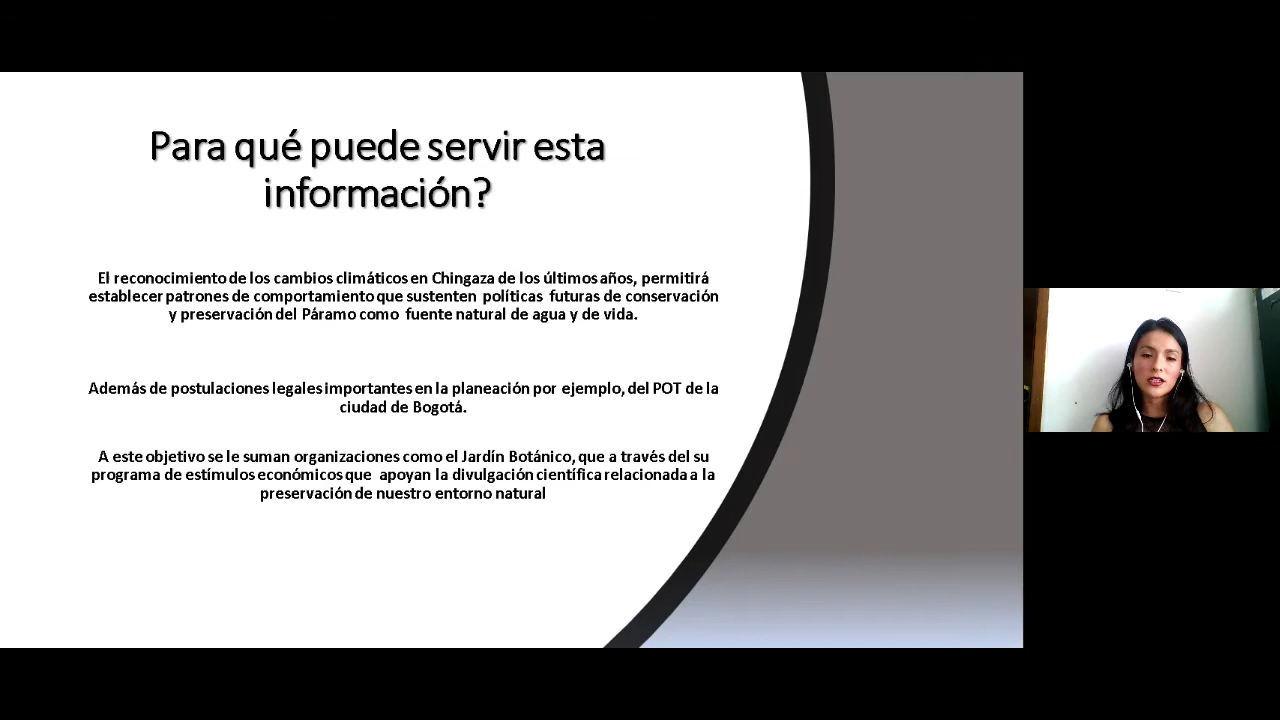 Para qué puede servir esta
información?
El reconocimiento de los cambios climáticos en Chingaza de los últimos años, permitirá
establecer patrones de comportamiento que sustenten políticas futuras de conservación
y preservación del Páramo como fuente natural de agua y de vida.
Además de postulaciones legales importantes en la planeación por ejemplo, del POT de la
ciudad de Bogotá.
A este objetivo se le suman organizaciones como el Jardín Botánico, que a través del su
programa de estímulos económicos que apoyan la divulgación científica relacionada a la
preservación de nuestro entorno natural